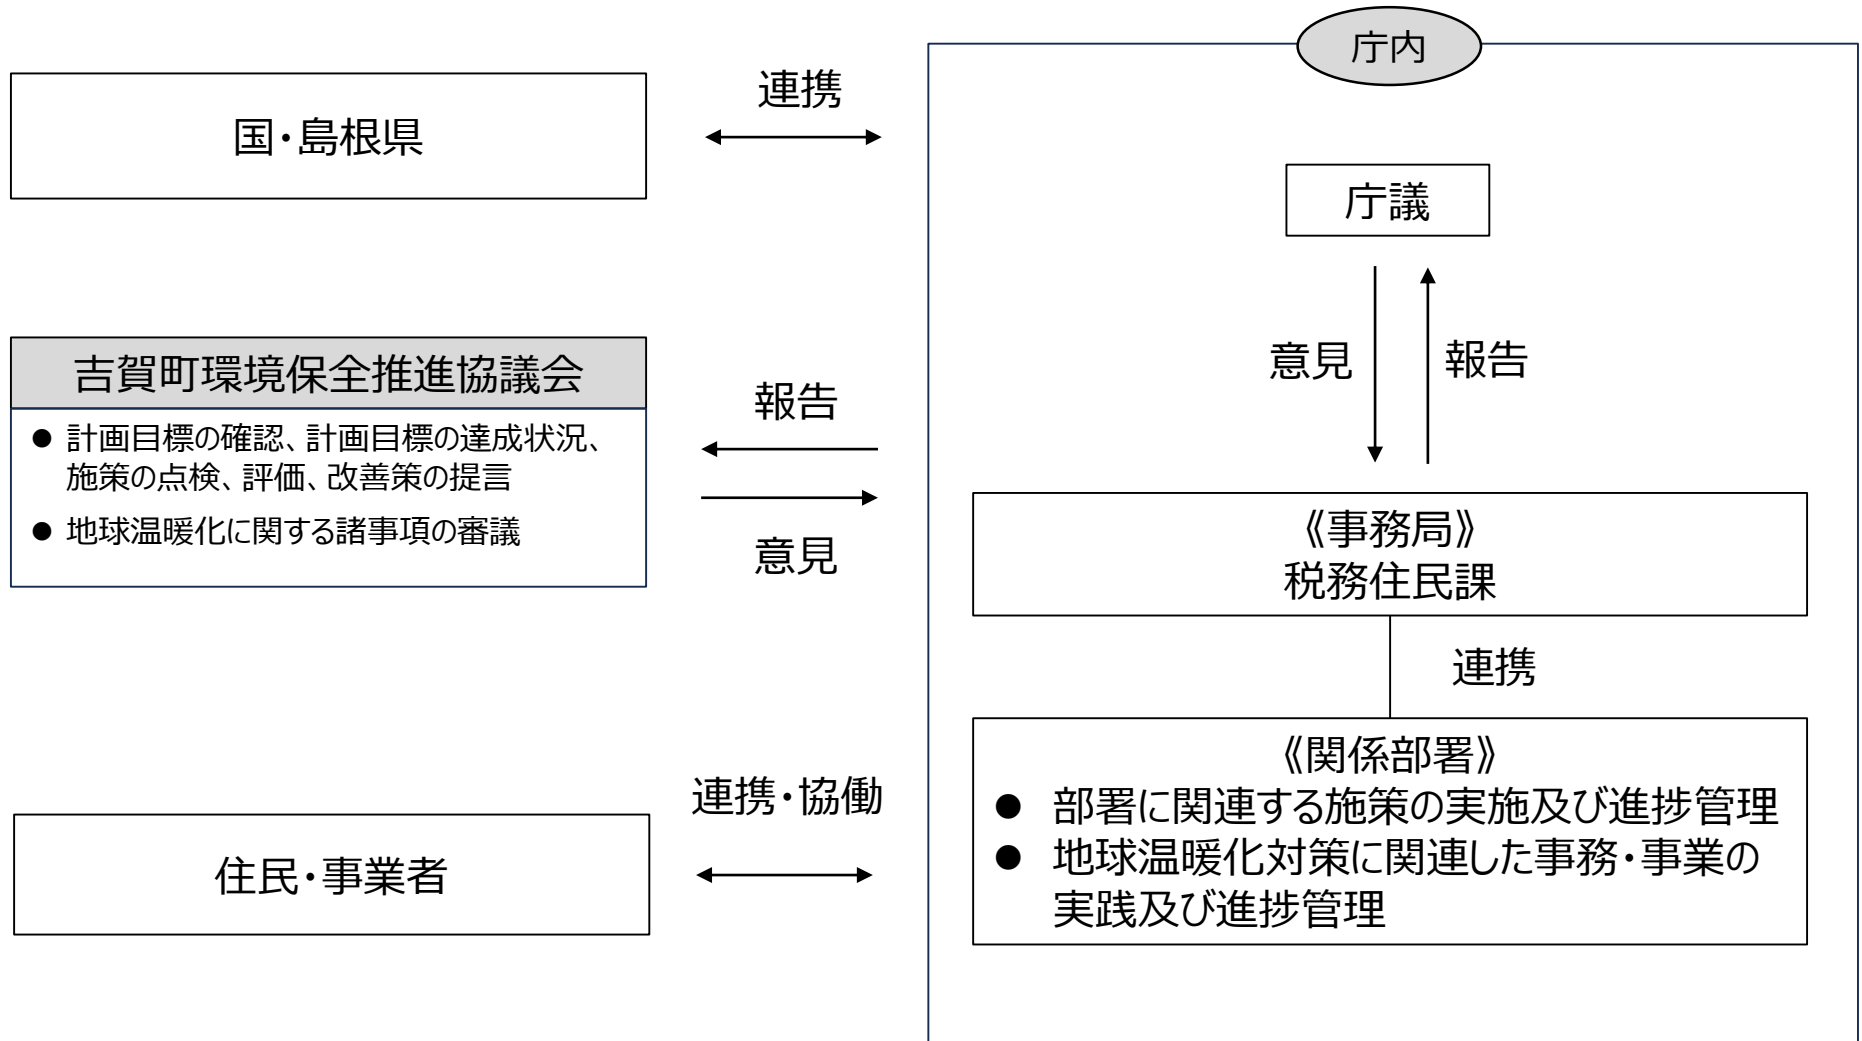 庁内
国・島根県
連携
庁議
意見
報告
吉賀町環境保全推進協議会
● 計画目標の確認、計画目標の達成状況、
施策の点検、評価、改善策の提言
● 地球温暖化に関する諸事項の審議
報告
意見
《事務局》
税務住民課
連携
《関係部署》
● 部署に関連する施策の実施及び進捗管理
● 地球温暖化対策に関連した事務・事業の
実践及び進捗管理
連携・協働
住民・事業者